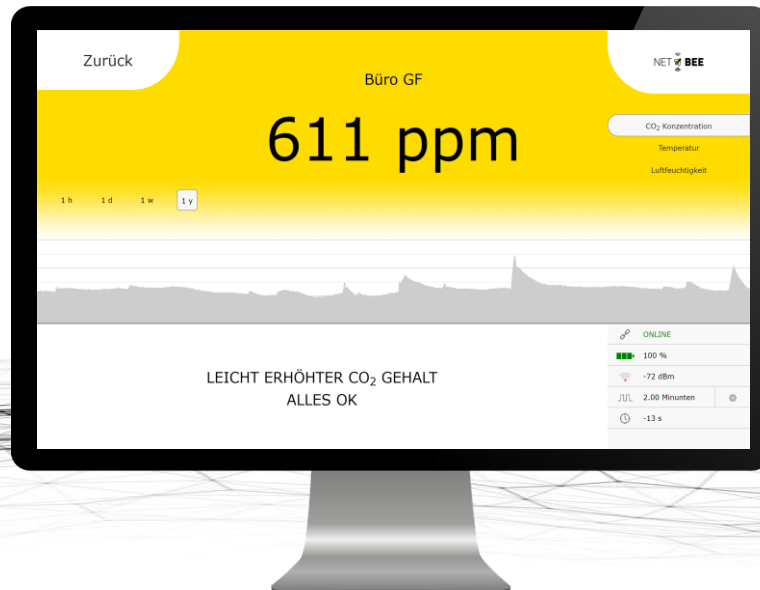 Zurück
NET BEE
Büro GF
611 ppm
CO₂ Konzentration
Temperatur
Luftfeuchtigkeit
1 h 1 d 1 w 1 y
LEICHT ERHÖHTER CO₂ GEHALT
ALLES OK
ONLINE
100 %
-72 dBm
2.00 Minunten
-13 s